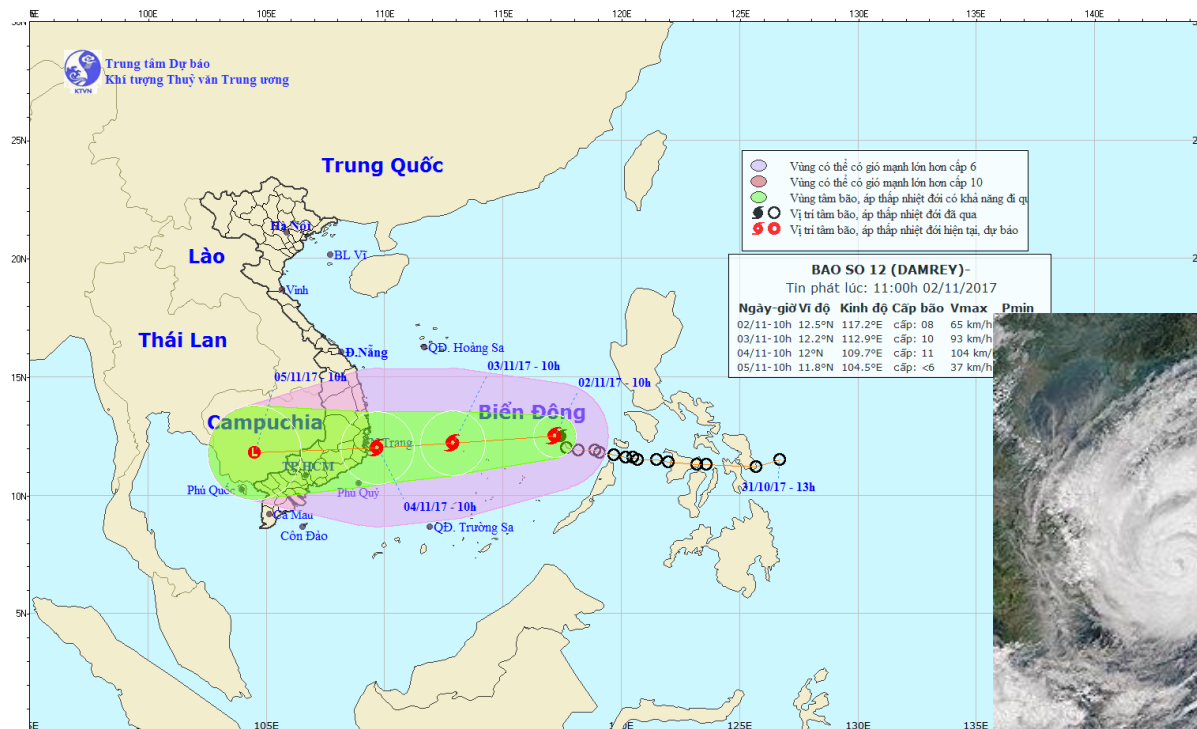 105E
110E
115E
120E
125E
130E
135E
140E
Trung tâm Dự báo
Khí tượng Thuỷ văn Trung ương
KTVN
25N
20N
15N
10N
5N
Trung Quốc
Hà Nội
Lào
BL Vĩ
Vinh
Thái Lan
Đ.Nẵng
QĐ. Hoàng Sa
Vùng có thể có gió mạnh lớn hơn cấp 6
Vùng có thể có gió mạnh lớn hơn cấp 10
Vùng tâm bão, áp thấp nhiệt đới có khả năng đi qu
Vị trí tâm bão, áp thấp nhiệt đới đã qua
Vị trí tâm bão, áp thấp nhiệt đới hiện tại, dự báo
BAO SO 12 (DAMREY)-
Tin phát lúc: 11:00h 02/11/2017
Ngày-giờ Vĩ độ Kinh độ Cấp bão Vmax Pmin
02/11-10h 12.5°N 117.2°E cấp: 08 65 km/h
03/11-10h 12.2°N 112.9°E cấp: 10 93 km/h
04/11-10h 12°N 109.7°E cấp: 11 104 km/
05/11-10h 11.8°N 104.5°E cấp: <6 37 km/h
05/11/17 - 10h
03/11/17 - 10h
02/11/17 - 10h
Campuchia
Biển Đông
Trang
L
TP.HCM
Phú Quốc
Phú Quý
04/11/17 - 10h
31/10/17 - 13h
Cà Mau
Côn Đảo
QĐ. Trường Sa
105E
110E
115E
120E
125E
130E
135E